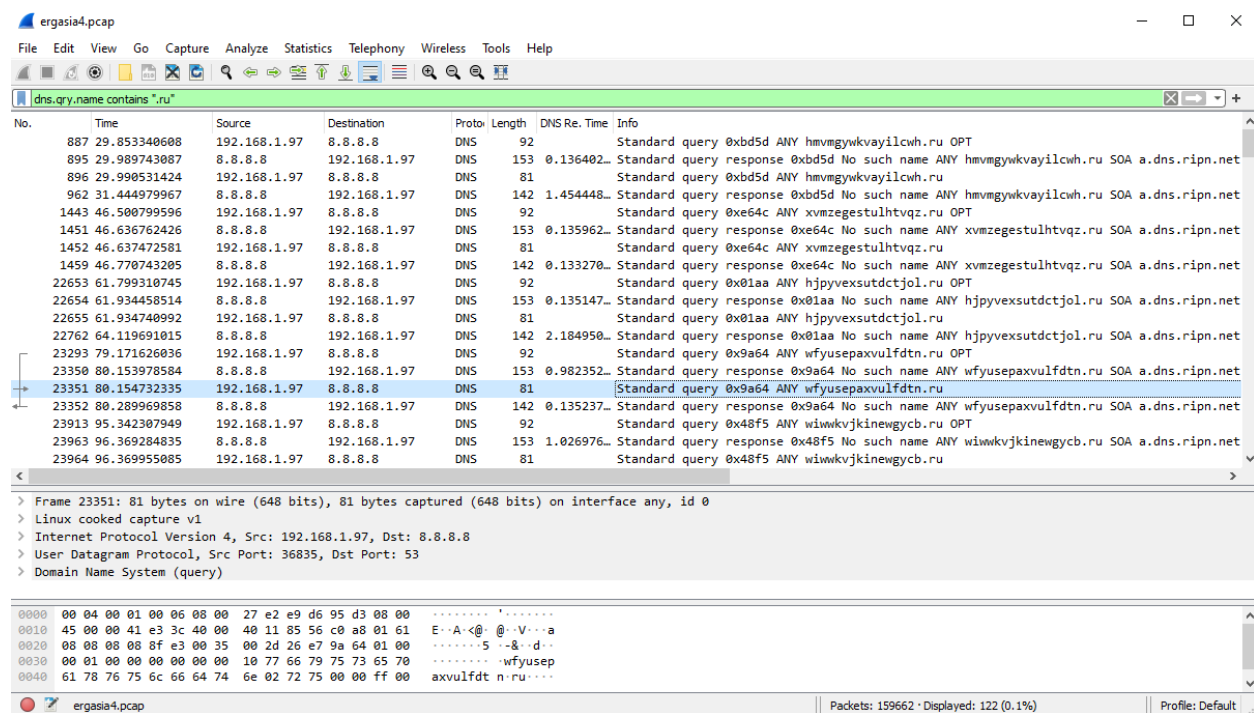 ergasia4.pcap
File Edit View Go Capture Analyze Statistics Telephony Wireless Tools Help
dns.qry.name contains ".ru"
No. Time Source Destination Proto Length DNS Re. Time Info
887 29.853340608 192.168.1.97 8.8.8.8 DNS 92 Standard query 0xbd5d ANY hmvmgywkvayilcwh.ru OPT
895 29.989743087 8.8.8.8 192.168.1.97 DNS 153 0.136402… Standard query response 0xbd5d No such name ANY hmvmgywkvayilcwh.ru SOA a.dns.ripn.net
896 29.990531424 192.168.1.97 8.8.8.8 DNS 81 Standard query 0xbd5d ANY hmvmgywkvayilcwh.ru
962 31.444979967 8.8.8.8 192.168.1.97 DNS 142 1.454448… Standard query response 0xbd5d No such name ANY hmvmgywkvayilcwh.ru SOA a.dns.ripn.net
1443 46.500799596 192.168.1.97 8.8.8.8 DNS 92 Standard query 0xe64c ANY xvmzegestulhtvqz.ru OPT
1451 46.636762426 8.8.8.8 192.168.1.97 DNS 153 0.135962… Standard query response 0xe64c No such name ANY xvmzegestulhtvqz.ru SOA a.dns.ripn.net
1452 46.637472581 192.168.1.97 8.8.8.8 DNS 81 Standard query 0xe64c ANY xvmzegestulhtvqz.ru
1459 46.770743205 8.8.8.8 192.168.1.97 DNS 142 0.133270… Standard query response 0xe64c No such name ANY xvmzegestulhtvqz.ru SOA a.dns.ripn.net
22653 61.799310745 192.168.1.97 8.8.8.8 DNS 92 Standard query 0x01aa ANY hjpyvexsutdctjol.ru OPT
22654 61.934458514 8.8.8.8 192.168.1.97 DNS 153 0.135147… Standard query response 0x01aa No such name ANY hjpyvexsutdctjol.ru SOA a.dns.ripn.net
22655 61.934740992 192.168.1.97 8.8.8.8 DNS 81 Standard query 0x01aa ANY hjpyvexsutdctjol.ru
22762 64.119691015 8.8.8.8 192.168.1.97 DNS 142 2.184950… Standard query response 0x01aa No such name ANY hjpyvexsutdctjol.ru SOA a.dns.ripn.net
23293 79.171626036 192.168.1.97 8.8.8.8 DNS 92 Standard query 0x9a64 ANY wfyusepaxvulfdtn.ru OPT
23350 80.153978584 8.8.8.8 192.168.1.97 DNS 153 0.982352… Standard query response 0x9a64 No such name ANY wfyusepaxvulfdtn.ru SOA a.dns.ripn.net
23351 80.154732335 192.168.1.97 8.8.8.8 DNS 81 Standard query 0x9a64 ANY wfyusepaxvulfdtn.ru
23352 80.289969858 8.8.8.8 192.168.1.97 DNS 142 0.135237… Standard query response 0x9a64 No such name ANY wfyusepaxvulfdtn.ru SOA a.dns.ripn.net
23913 95.342307949 192.168.1.97 8.8.8.8 DNS 92 Standard query 0x48f5 ANY wiwwkvjkinewgycb.ru OPT
23963 96.369284835 8.8.8.8 192.168.1.97 DNS 153 1.026976… Standard query response 0x48f5 No such name ANY wiwwkvjkinewgycb.ru SOA a.dns.ripn.net
23964 96.369955085 192.168.1.97 8.8.8.8 DNS 81 Standard query 0x48f5 ANY wiwwkvjkinewgycb.ru
> Frame 23351: 81 bytes on wire (648 bits), 81 bytes captured (648 bits) on interface any, id 0
> Linux cooked capture v1
> Internet Protocol Version 4, Src: 192.168.1.97, Dst: 8.8.8.8
> User Datagram Protocol, Src Port: 36835, Dst Port: 53
> Domain Name System (query)
0000 00 04 00 01 00 06 08 00 27 e2 e9 d6 95 d3 08 00 ········ '·······
0010 45 00 00 41 e3 3c 40 00 40 11 85 56 c0 a8 01 61 E··A·<@· @··V···a
0020 08 08 08 08 8f e3 00 35 00 2d 26 e7 9a 64 01 00 ·······5 ·-&··d··
0030 00 01 00 00 00 00 00 00 10 77 66 79 75 73 65 70 ········ ·wfyusep
0040 61 78 76 75 6c 66 64 74 6e 02 72 75 00 00 ff 00 axvulfdt n·ru····
ergasia4.pcap Packets: 159662 · Displayed: 122 (0.1%) Profile: Default